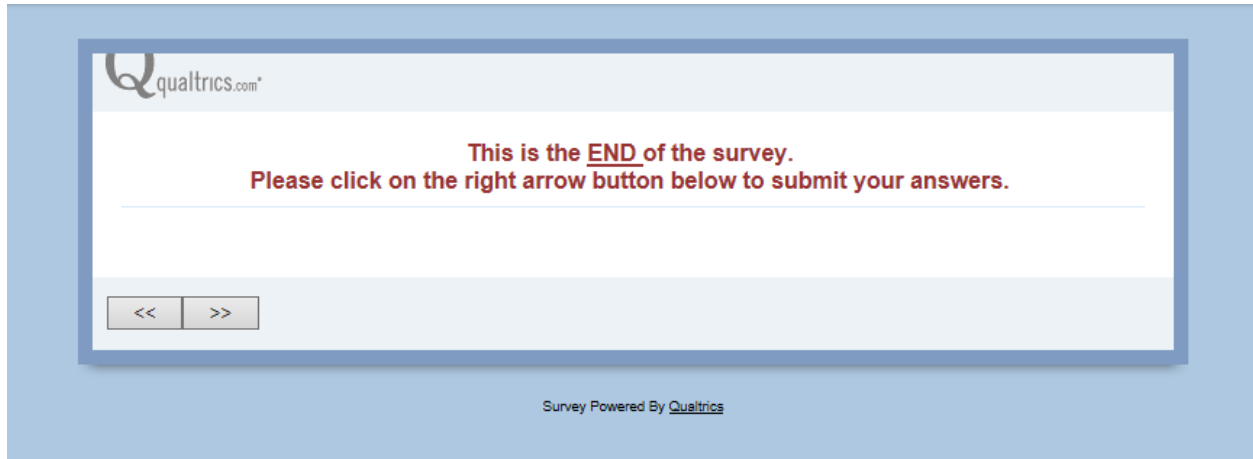 Qualtrics.com®
This is the END of the survey.
Please click on the right arrow button below to submit your answers.
<< >>
Survey Powered By Qualtrics